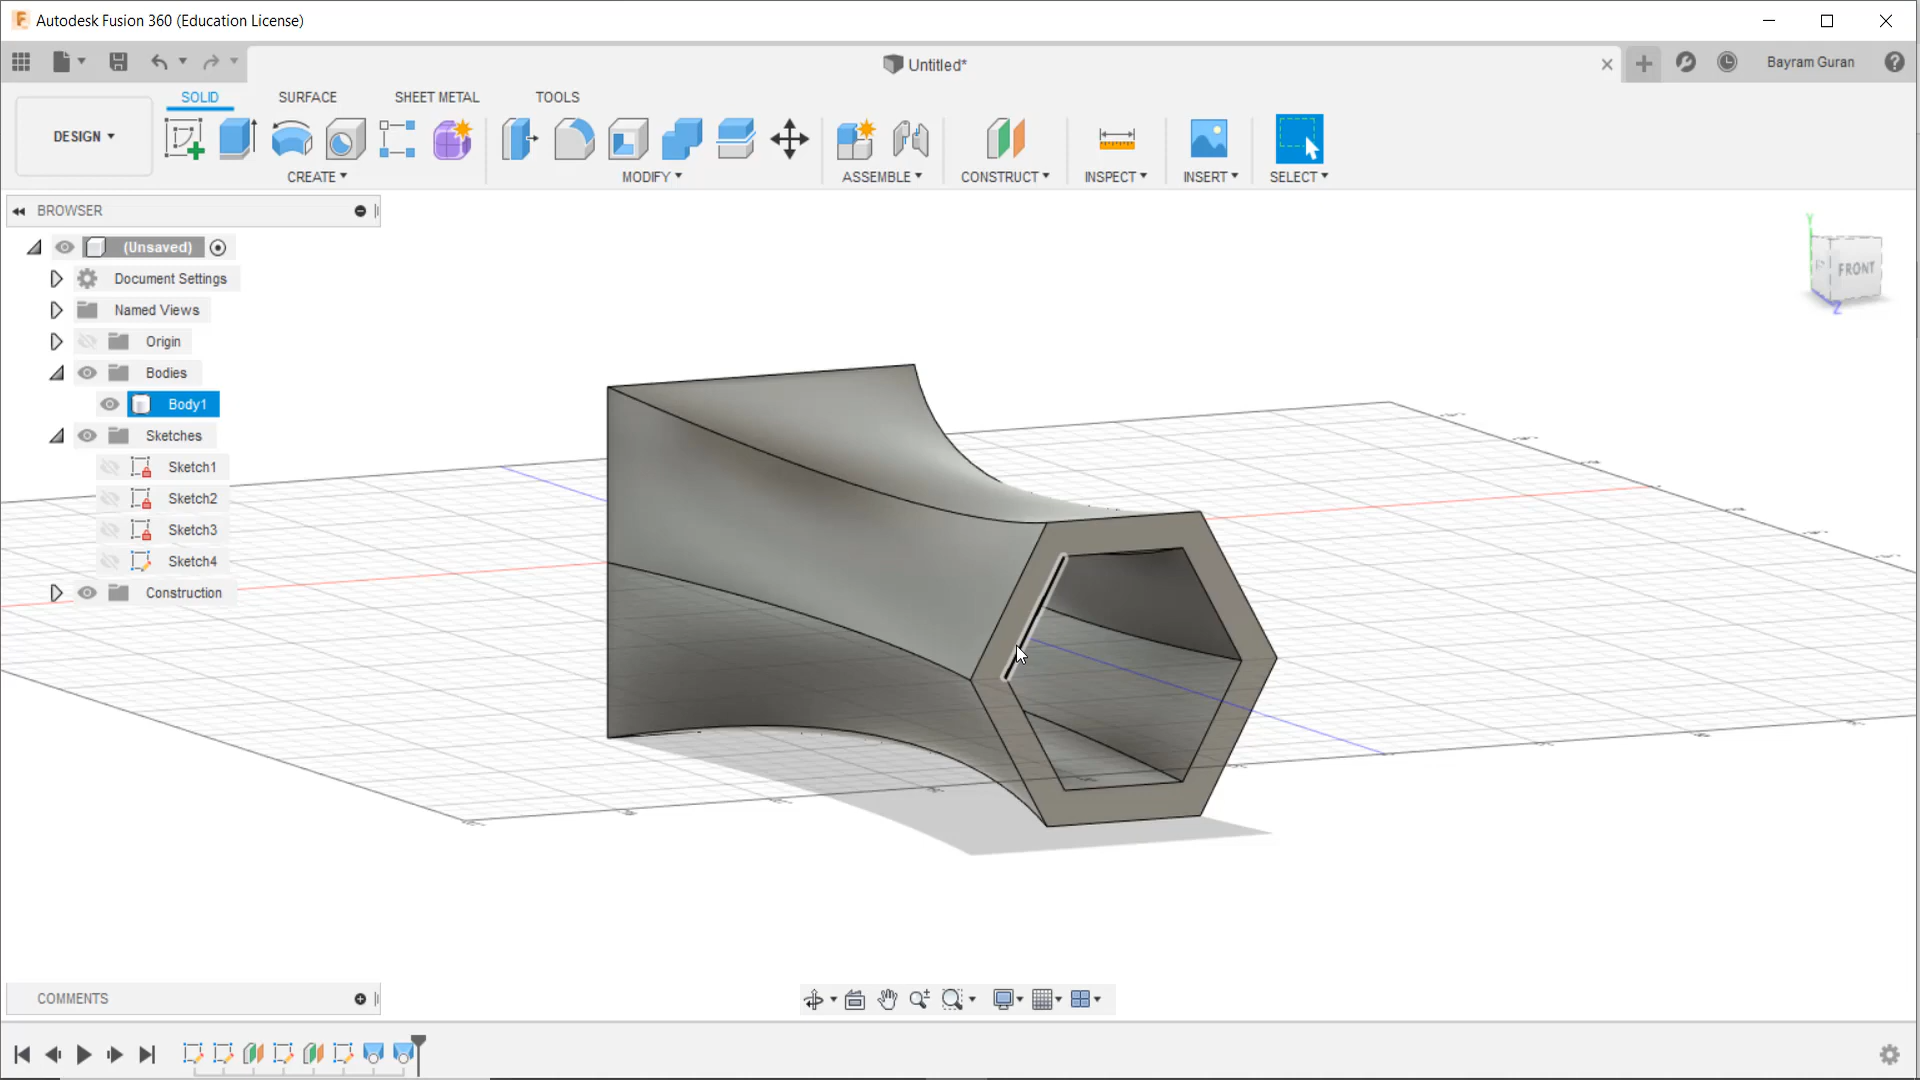 Autodesk Fusion 360 (Education License)
Untitled*
Bayram Guran
SOLID
SURFACE
SHEET METAL
TOOLS
DESIGN
CREATE
MODIFY
ASSEMBLE
CONSTRUCT
INSPECT
INSERT
SELECT
BROWSER
(Unsaved)
Document Settings
Named Views
Origin
Bodies
Body1
Sketches
Sketch1
Sketch2
Sketch3
Sketch4
Construction
Y
FRONT
Z
COMMENTS